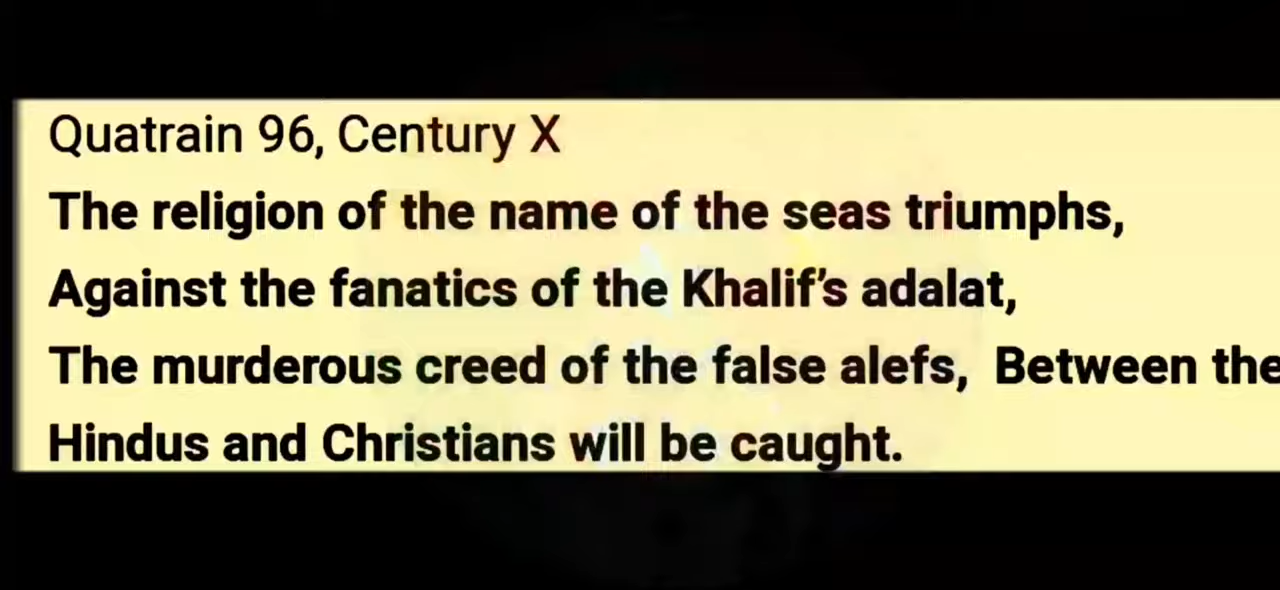 Quatrain 96, Century X
The religion of the name of the seas triumphs,
Against the fanatics of the Khalif’s adalat,
The murderous creed of the false alefs,  Between the
Hindus and Christians will be caught.